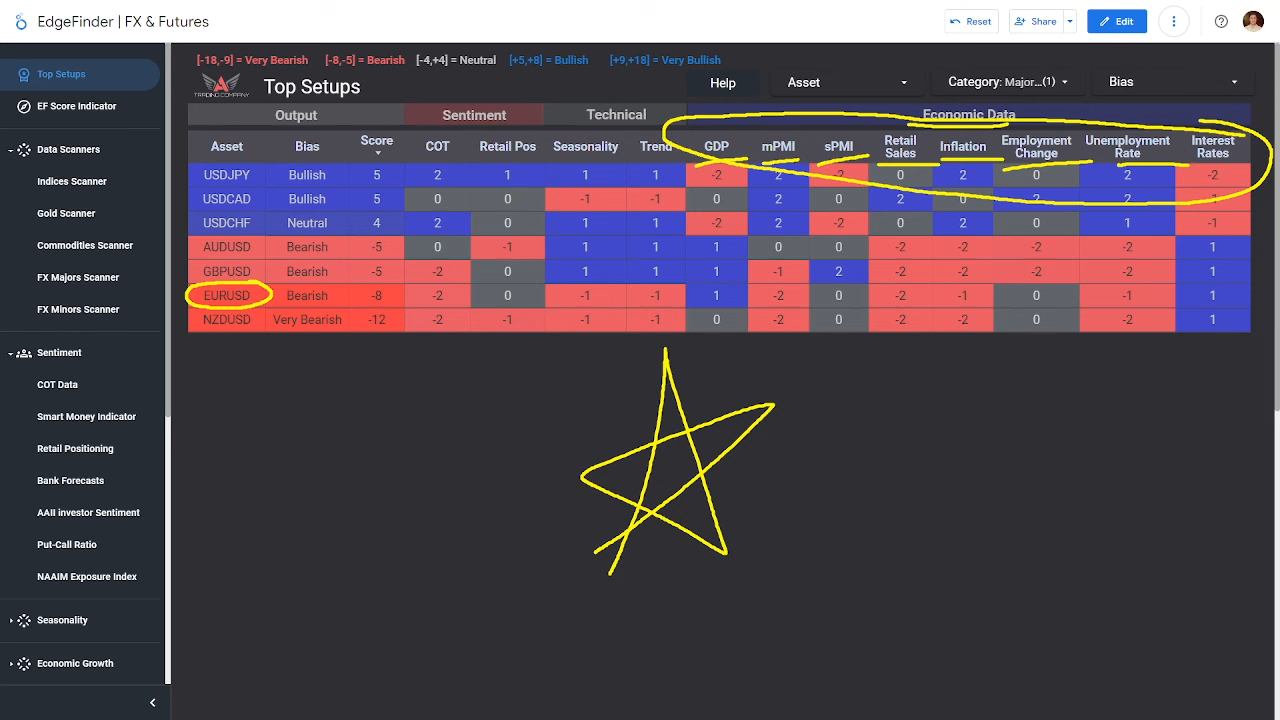 EdgeFinder | FX & Futures
Reset
Share
Edit
Top Setups
EF Score Indicator
Data Scanners
Indices Scanner
Gold Scanner
Commodities Scanner
FX Majors Scanner
FX Minors Scanner
Sentiment
COT Data
Smart Money Indicator
Retail Positioning
Bank Forecasts
AAII investor Sentiment
Put-Call Ratio
NAAIM Exposure Index
Seasonality
Economic Growth
[-18,-9] = Very Bearish [-8,-5] = Bearish [-4,+4] = Neutral [+5,+8] = Bullish [+9,+18] = Very Bullish
TRADING COMPANY
Top Setups
Help
Asset
Category: Major...(1)
Bias
Output Sentiment Technical Economic Data
Asset Bias Score COT Retail Pos Seasonality Trend GDP mPMI sPMI Retail Sales Inflation Employment Change Unemployment Rate Interest Rates
USDJPY Bullish 5 2 1 1 1 -2 2 -2 0 2 0 2 -2
USDCAD Bullish 5 0 0 -1 -1 0 2 0 2 0 2 2 -1
USDCHF Neutral 4 2 0 1 1 -2 2 -2 0 2 0 1 -1
AUDUSD Bearish -5 0 -1 1 1 1 0 0 -2 -2 -2 -2 1
GBPUSD Bearish -5 -2 0 1 1 1 -1 2 -2 -2 -2 -2 1
EURUSD Bearish -8 -2 0 -1 -1 1 -2 0 -2 -1 0 -1 1
NZDUSD Very Bearish -12 -2 -1 -1 -1 0 -2 0 -2 -2 0 -2 1